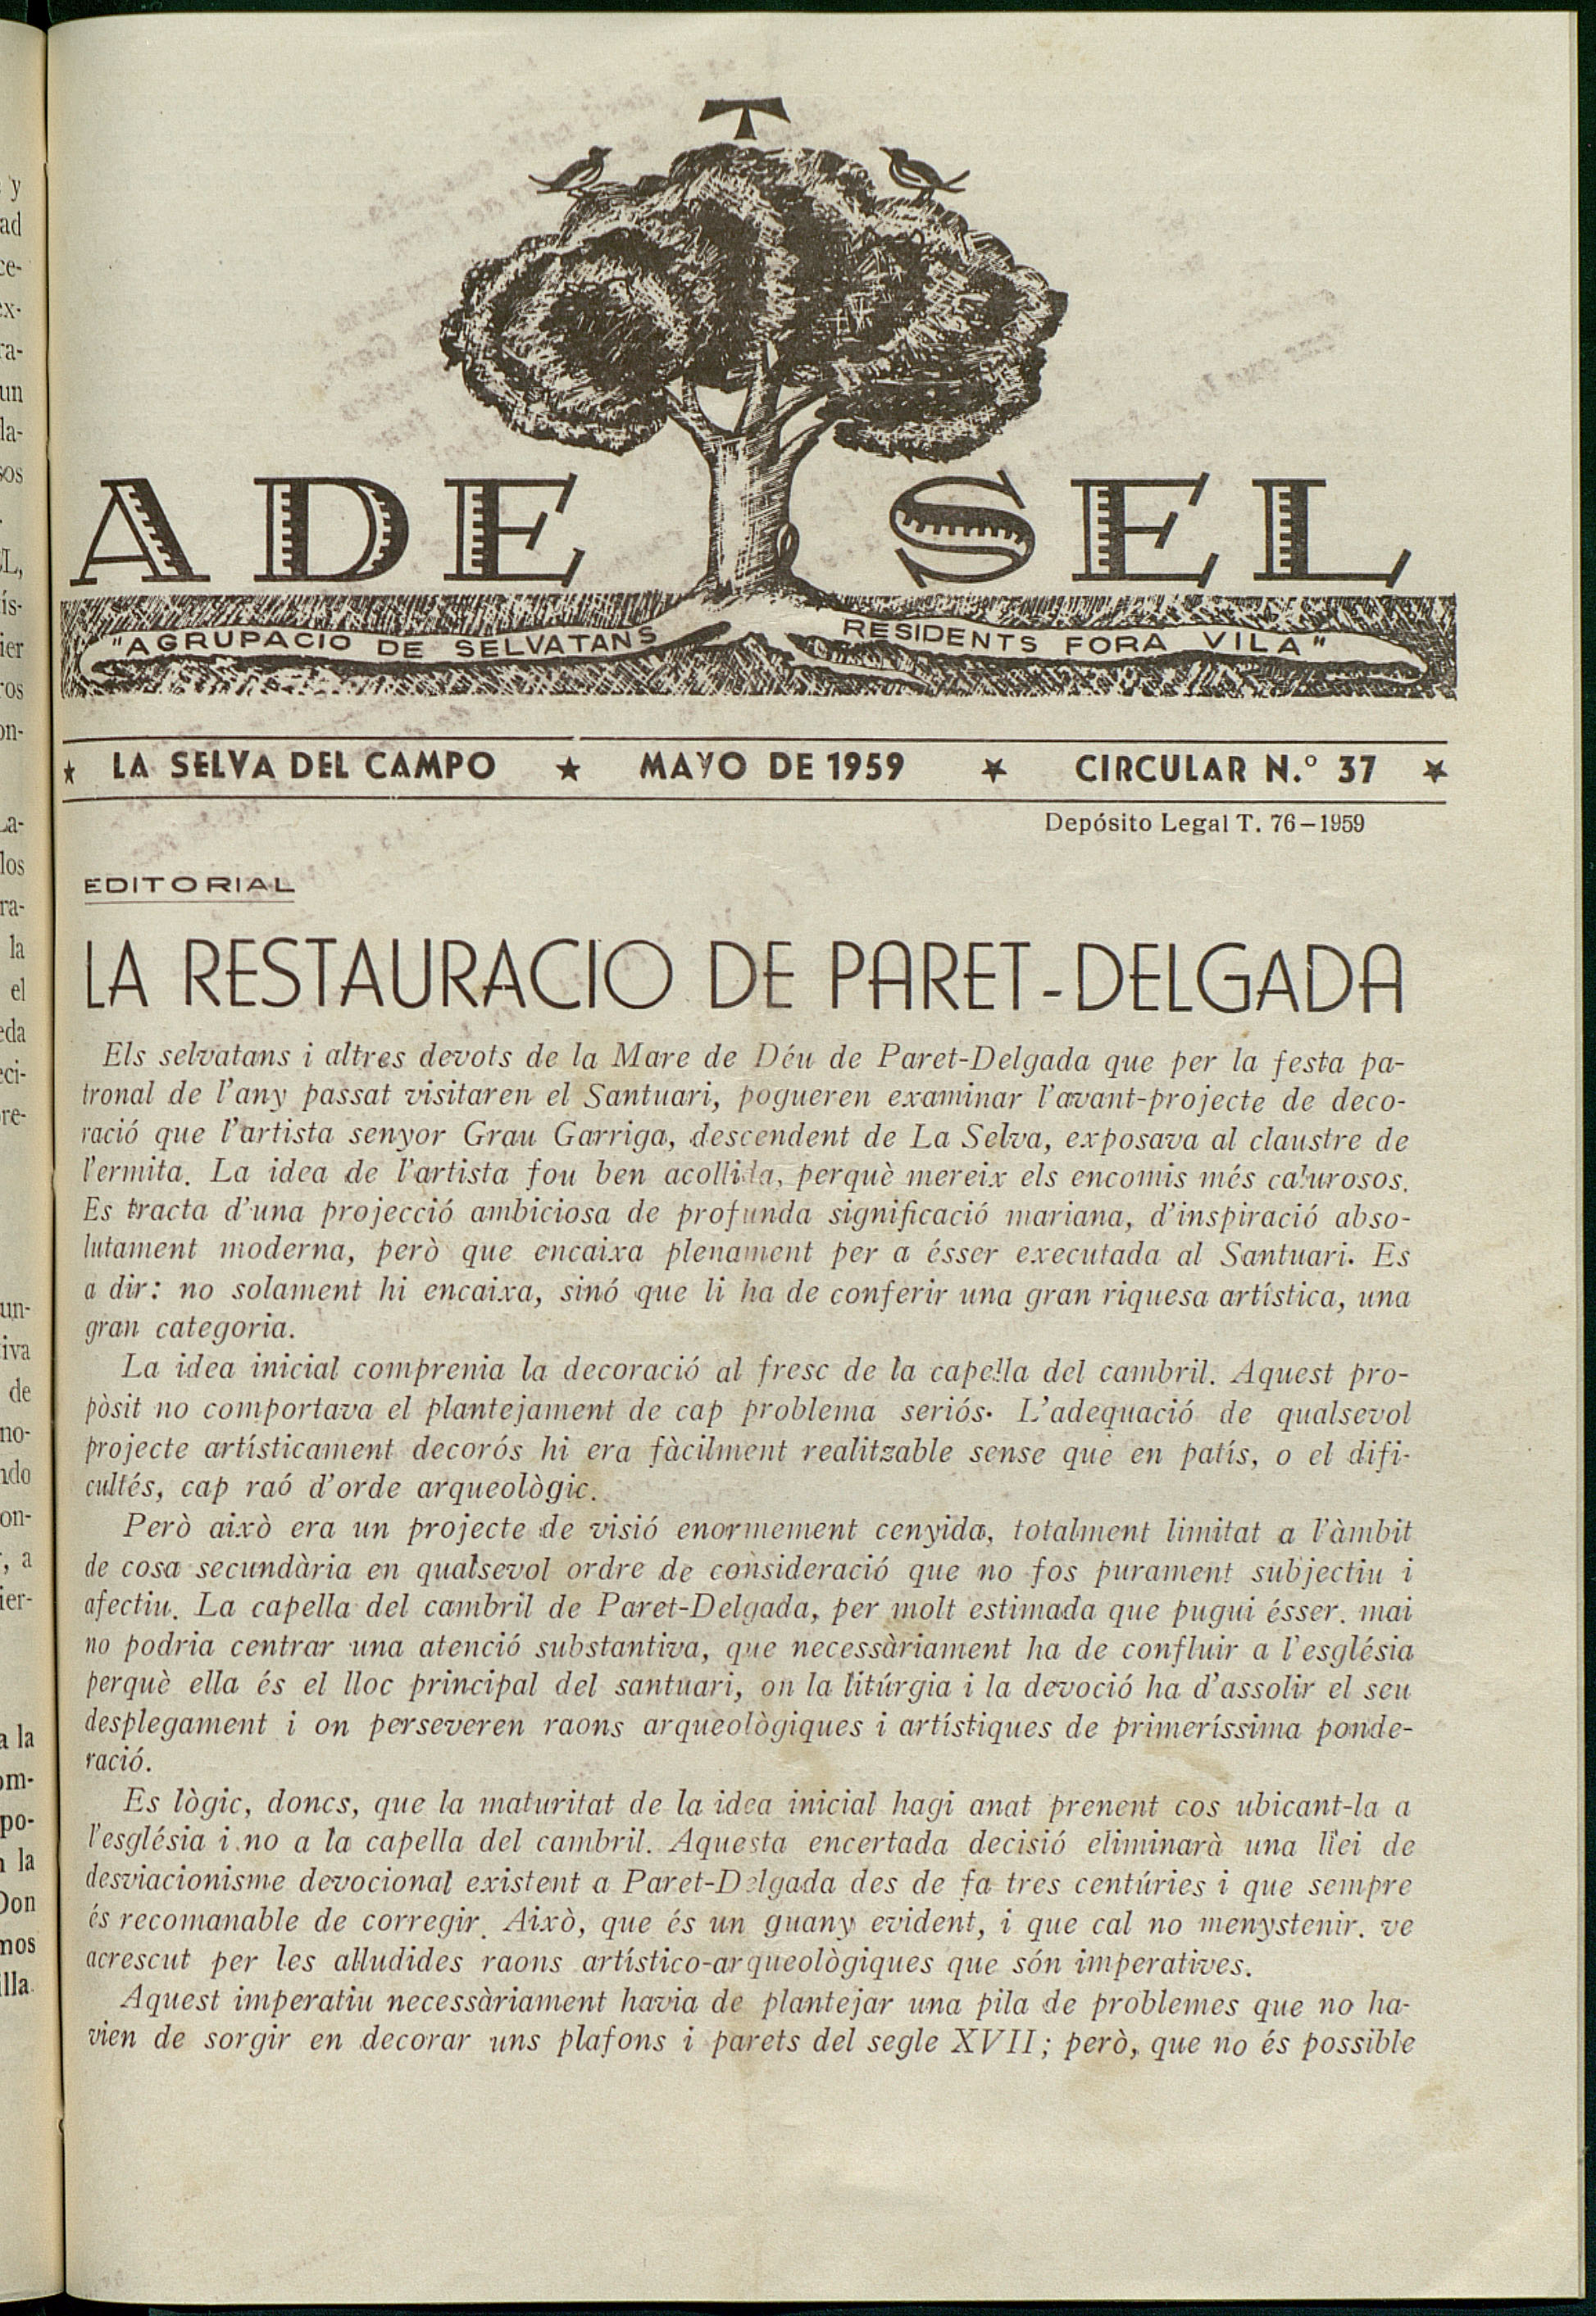 ADE SEL
"AGRUPACIO DE SELVATANS RESIDENTS FORA VILA"
★ LA SELVA DEL CAMPO ★ MAYO DE 1959 ★ CIRCULAR N.º 37 ★
Depósito Legal T. 76–1959
EDITORIAL
LA RESTAURACIO DE PARET-DELGADA
Els selvatans i altres devots de la Mare de Déu de Paret-Delgada que per la festa pa-
tronal de l'any passat visitaren el Santuari, pogueren examinar l'avant-projecte de deco-
ració que l'artista senyor Grau Garriga, descendent de La Selva, exposava al claustre de
l'ermita. La idea de l'artista fou ben acollida, perquè mereix els encomis més calurosos.
Es tracta d'una projecció ambiciosa de profunda significació mariana, d'inspiració abso-
lutament moderna, però que encaixa plenament per a ésser executada al Santuari. Es
a dir: no solament hi encaixa, sinó que li ha de conferir una gran riquesa artística, una
gran categoria.
La idea inicial comprenia la decoració al fresc de la capella del cambril. Aquest pro-
pòsit no comportava el plantejament de cap problema seriós. L'adequació de qualsevol
projecte artísticament decorós hi era fàcilment realitzable sense que en patís, o el difi-
cultés, cap raó d'orde arqueològic.
Però això era un projecte de visió enormement cenyida, totalment limitat a l'àmbit
de cosa secundària en qualsevol ordre de consideració que no fos purament subjectiu i
afectiu. La capella del cambril de Paret-Delgada, per molt estimada que pugui ésser. mai
no podria centrar una atenció substantiva, que necessàriament ha de confluir a l'església
perquè ella és el lloc principal del santuari, on la litúrgia i la devoció ha d'assolir el seu
desplegament i on perseveren raons arqueològiques i artístiques de primeríssima ponde-
ració.
Es lògic, doncs, que la maturitat de la idea inicial hagi anat prenent cos ubicant-la a
l'església i no a la capella del cambril. Aquesta encertada decisió eliminarà una llei de
desviacionisme devocional existent a Paret-Delgada des de fa tres centúries i que sempre
és recomanable de corregir. Això, que és un guany evident, i que cal no menystenir. ve
acrescut per les al·ludides raons artístico-arqueològiques que són imperatives.
Aquest imperatiu necessàriament havia de plantejar una pila de problemes que no ha-
vien de sorgir en decorar uns plafons i parets del segle XVII; però, que no és possible